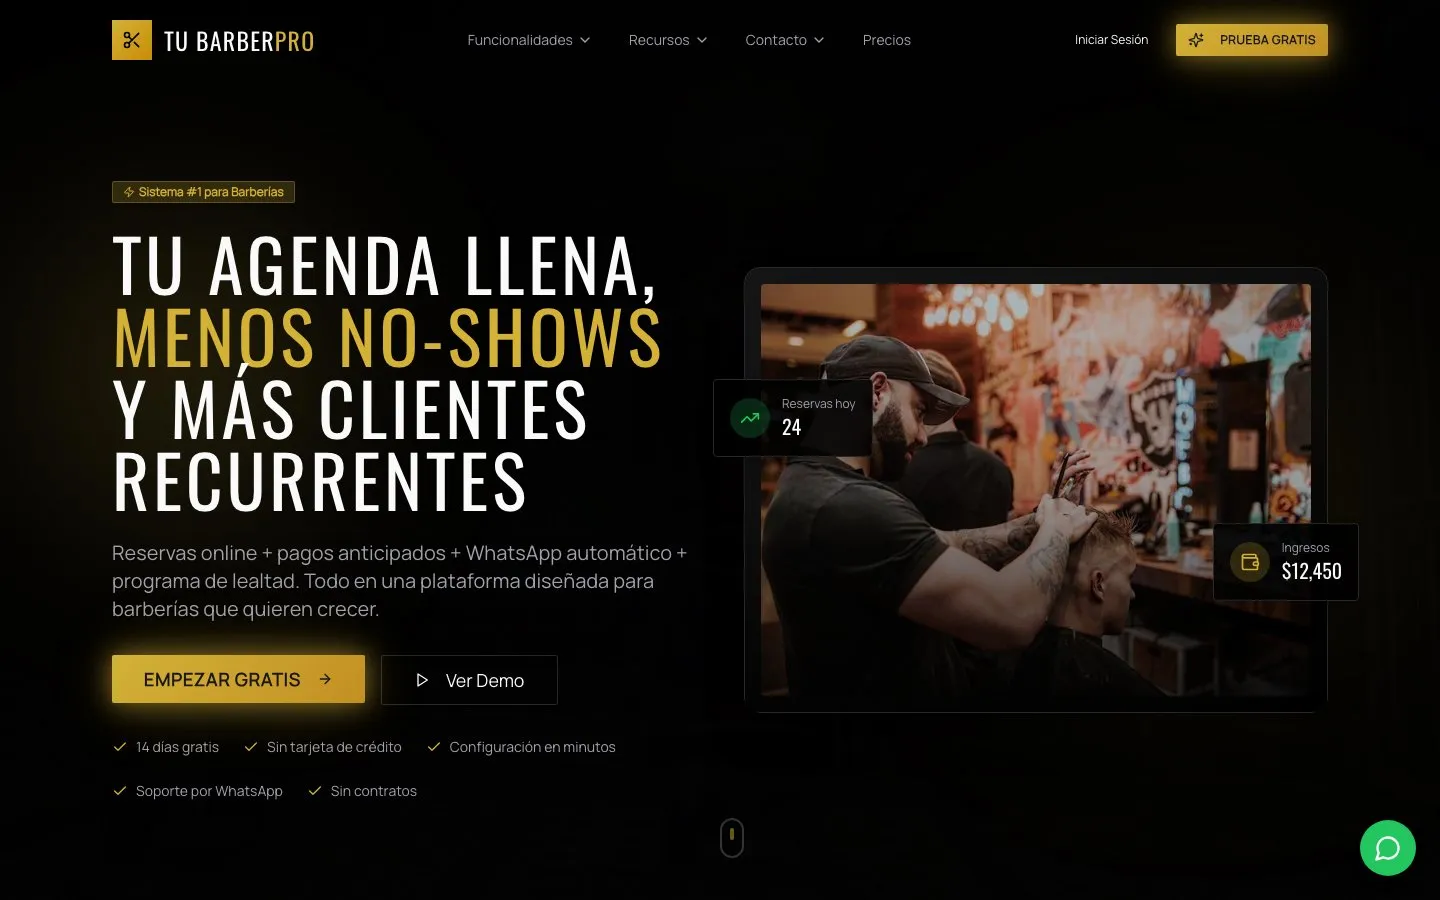 TU BARBERPRO
Funcionalidades
Recursos
Contacto
Precios
Iniciar Sesión
PRUEBA GRATIS
Sistema #1 para Barberías
TU AGENDA LLENA,
MENOS NO-SHOWS
Y MÁS CLIENTES
RECURRENTES
Reservas online + pagos anticipados + WhatsApp automático +
programa de lealtad. Todo en una plataforma diseñada para
barberías que quieren crecer.
EMPEZAR GRATIS
Ver Demo
14 días gratis
Sin tarjeta de crédito
Configuración en minutos
Soporte por WhatsApp
Sin contratos
Reservas hoy
24
Ingresos
$12,450